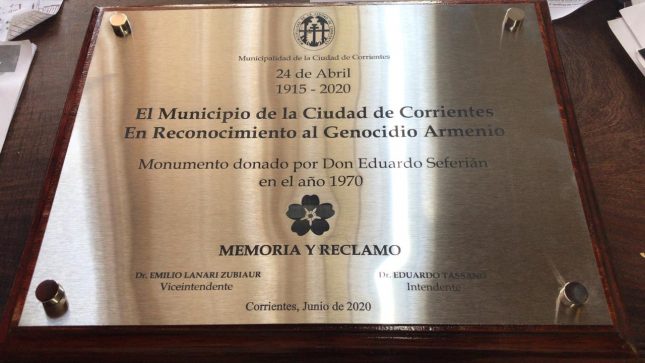 Municipalidad de la Ciudad de Corrientes
24 de Abril
1915 - 2020
El Municipio de la Ciudad de Corrientes
En Reconocimiento al Genocidio Armenio
Monumento donado por Don Eduardo Seferián
en el año 1970
MEMORIA Y RECLAMO
Dr. EMILIO LANARI ZUBIAUR
Viceintendente
Dr. EDUARDO TASSANO
Intendente
Corrientes, Junio de 2020